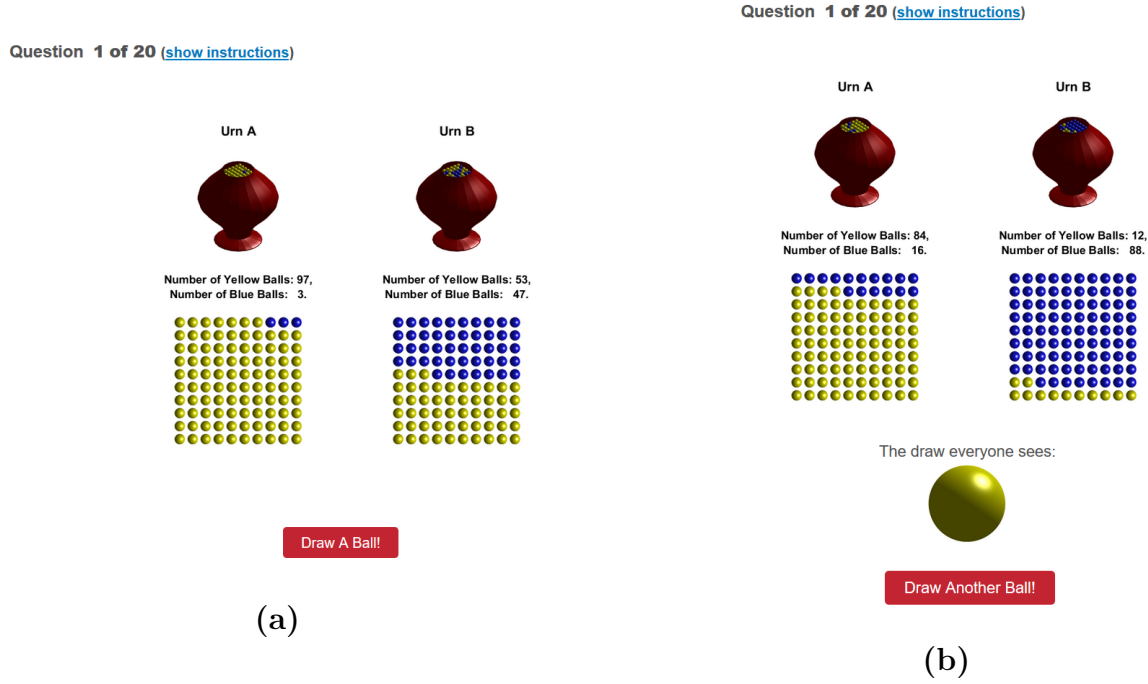 Question 1 of 20 (show instructions)
Urn A
Urn B
Number of Yellow Balls: 97,
Number of Blue Balls: 3.
Number of Yellow Balls: 53,
Number of Blue Balls: 47.
Draw A Ball!
(a)
Question 1 of 20 (show instructions)
Urn A
Urn B
Number of Yellow Balls: 84,
Number of Blue Balls: 16.
Number of Yellow Balls: 12,
Number of Blue Balls: 88.
The draw everyone sees:
Draw Another Ball!
(b)